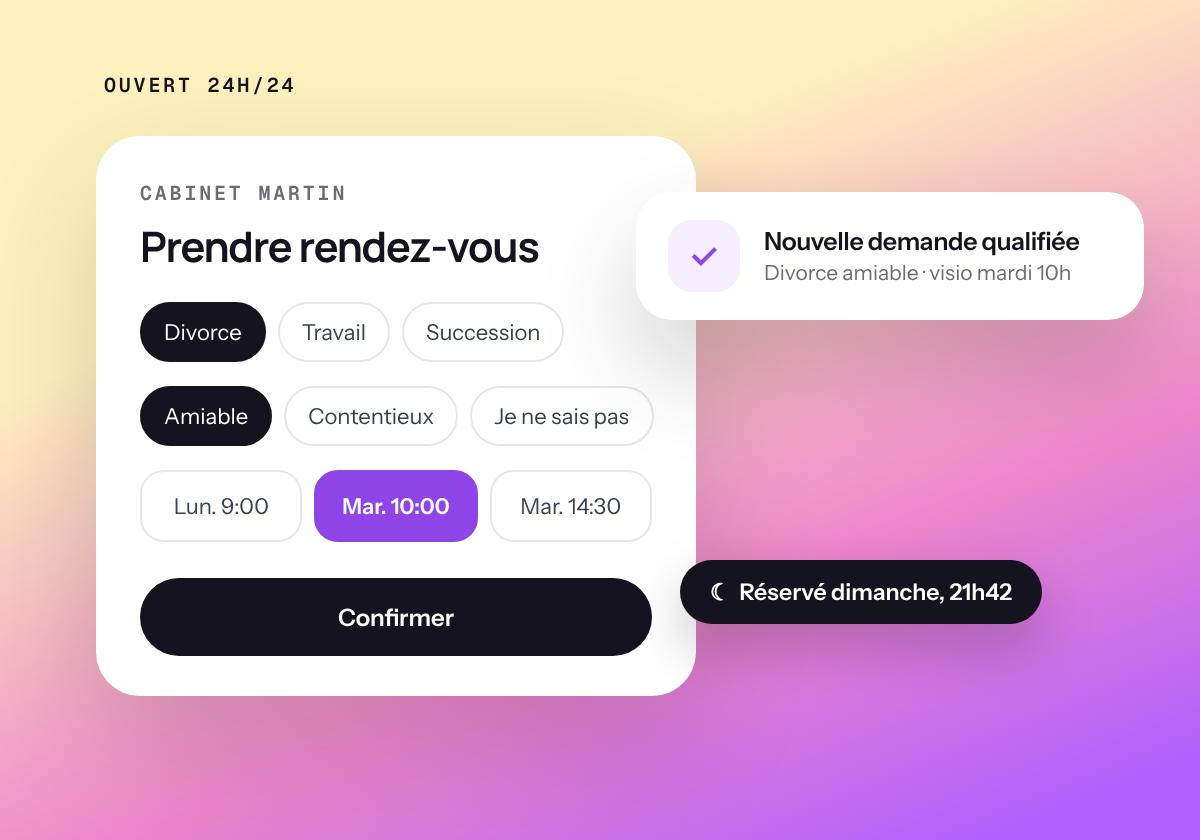 OUVERT 24H/24
CABINET MARTIN
Prendre rendez-vous
Nouvelle demande qualifiée
Divorce amiable · visio mardi 10h
Divorce Travail Succession
Amiable Contentieux Je ne sais pas
Lun. 9:00 Mar. 10:00 Mar. 14:30
Réservé dimanche, 21h42
Confirmer